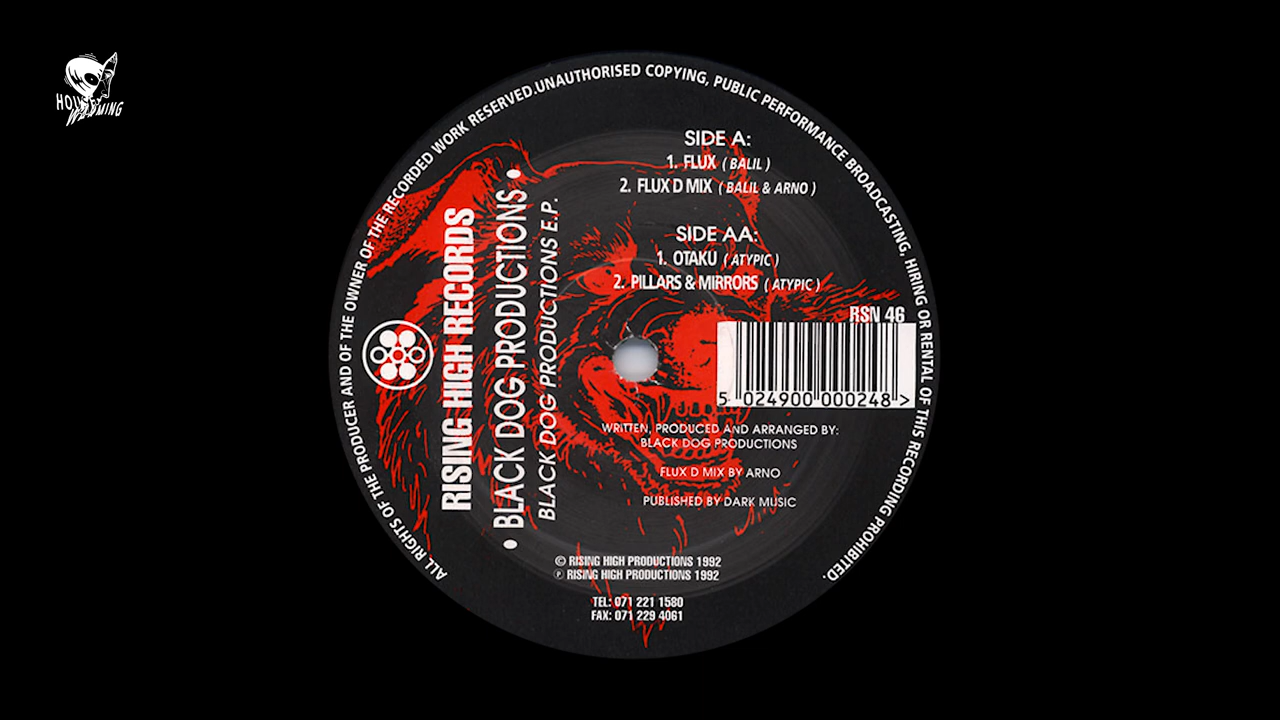 HOUSE
WARMING
ALL RIGHTS OF THE PRODUCER AND OF THE OWNER OF THE RECORDED WORK RESERVED.UNAUTHORISED COPYING, PUBLIC PERFORMANCE BROADCASTING, HIRING OR RENTAL OF THIS RECORDING PROHIBITED.
RISING HIGH RECORDS
• BLACK DOG PRODUCTIONS •
BLACK DOG PRODUCTIONS E.P.
SIDE A:
1. FLUX ( BALIL )
2. FLUX D MIX ( BALIL & ARNO )
SIDE AA:
1. OTAKU ( ATYPIC )
2. PILLARS & MIRRORS ( ATYPIC )
RSN 46
5 024900 000248 >
WRITTEN, PRODUCED AND ARRANGED BY:
BLACK DOG PRODUCTIONS
FLUX D MIX BY ARNO
PUBLISHED BY DARK MUSIC
© RISING HIGH PRODUCTIONS 1992
℗ RISING HIGH PRODUCTIONS 1992
TEL: 071 221 1580
FAX: 071 229 4061